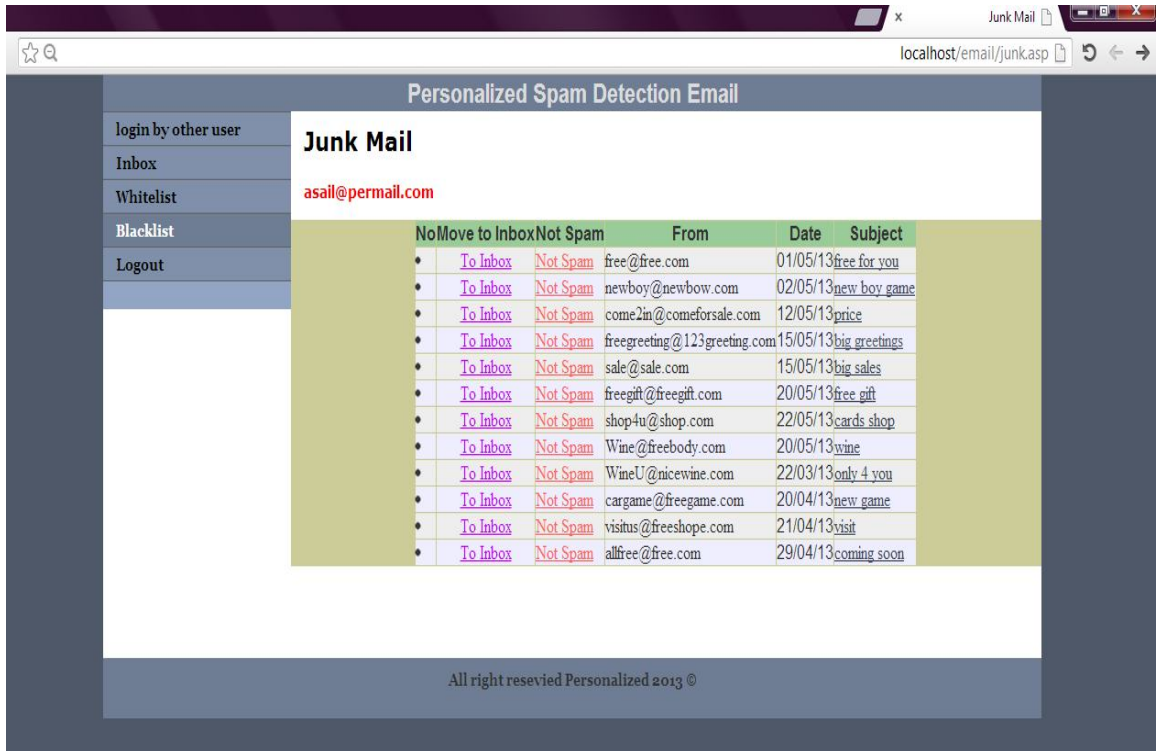 Junk Mail
localhost/email/junk.asp
Personalized Spam Detection Email
login by other user
Inbox
Whitelist
Blacklist
Logout
Junk Mail
asail@permail.com
No Move to Inbox Not Spam From Date Subject
• To Inbox Not Spam free@free.com 01/05/13 free for you
• To Inbox Not Spam newboy@newbow.com 02/05/13 new boy game
• To Inbox Not Spam come2in@comeforsale.com 12/05/13 price
• To Inbox Not Spam freegreeting@123greeting.com 15/05/13 big greetings
• To Inbox Not Spam sale@sale.com 15/05/13 big sales
• To Inbox Not Spam freegift@freegift.com 20/05/13 free gift
• To Inbox Not Spam shop4u@shop.com 22/05/13 cards shop
• To Inbox Not Spam Wine@freebody.com 20/05/13 wine
• To Inbox Not Spam WineU@nicewine.com 22/03/13 only 4 you
• To Inbox Not Spam cargame@freegame.com 20/04/13 new game
• To Inbox Not Spam visitus@freeshope.com 21/04/13 visit
• To Inbox Not Spam allfree@free.com 29/04/13 coming soon
All right resevied Personalized 2013 ©